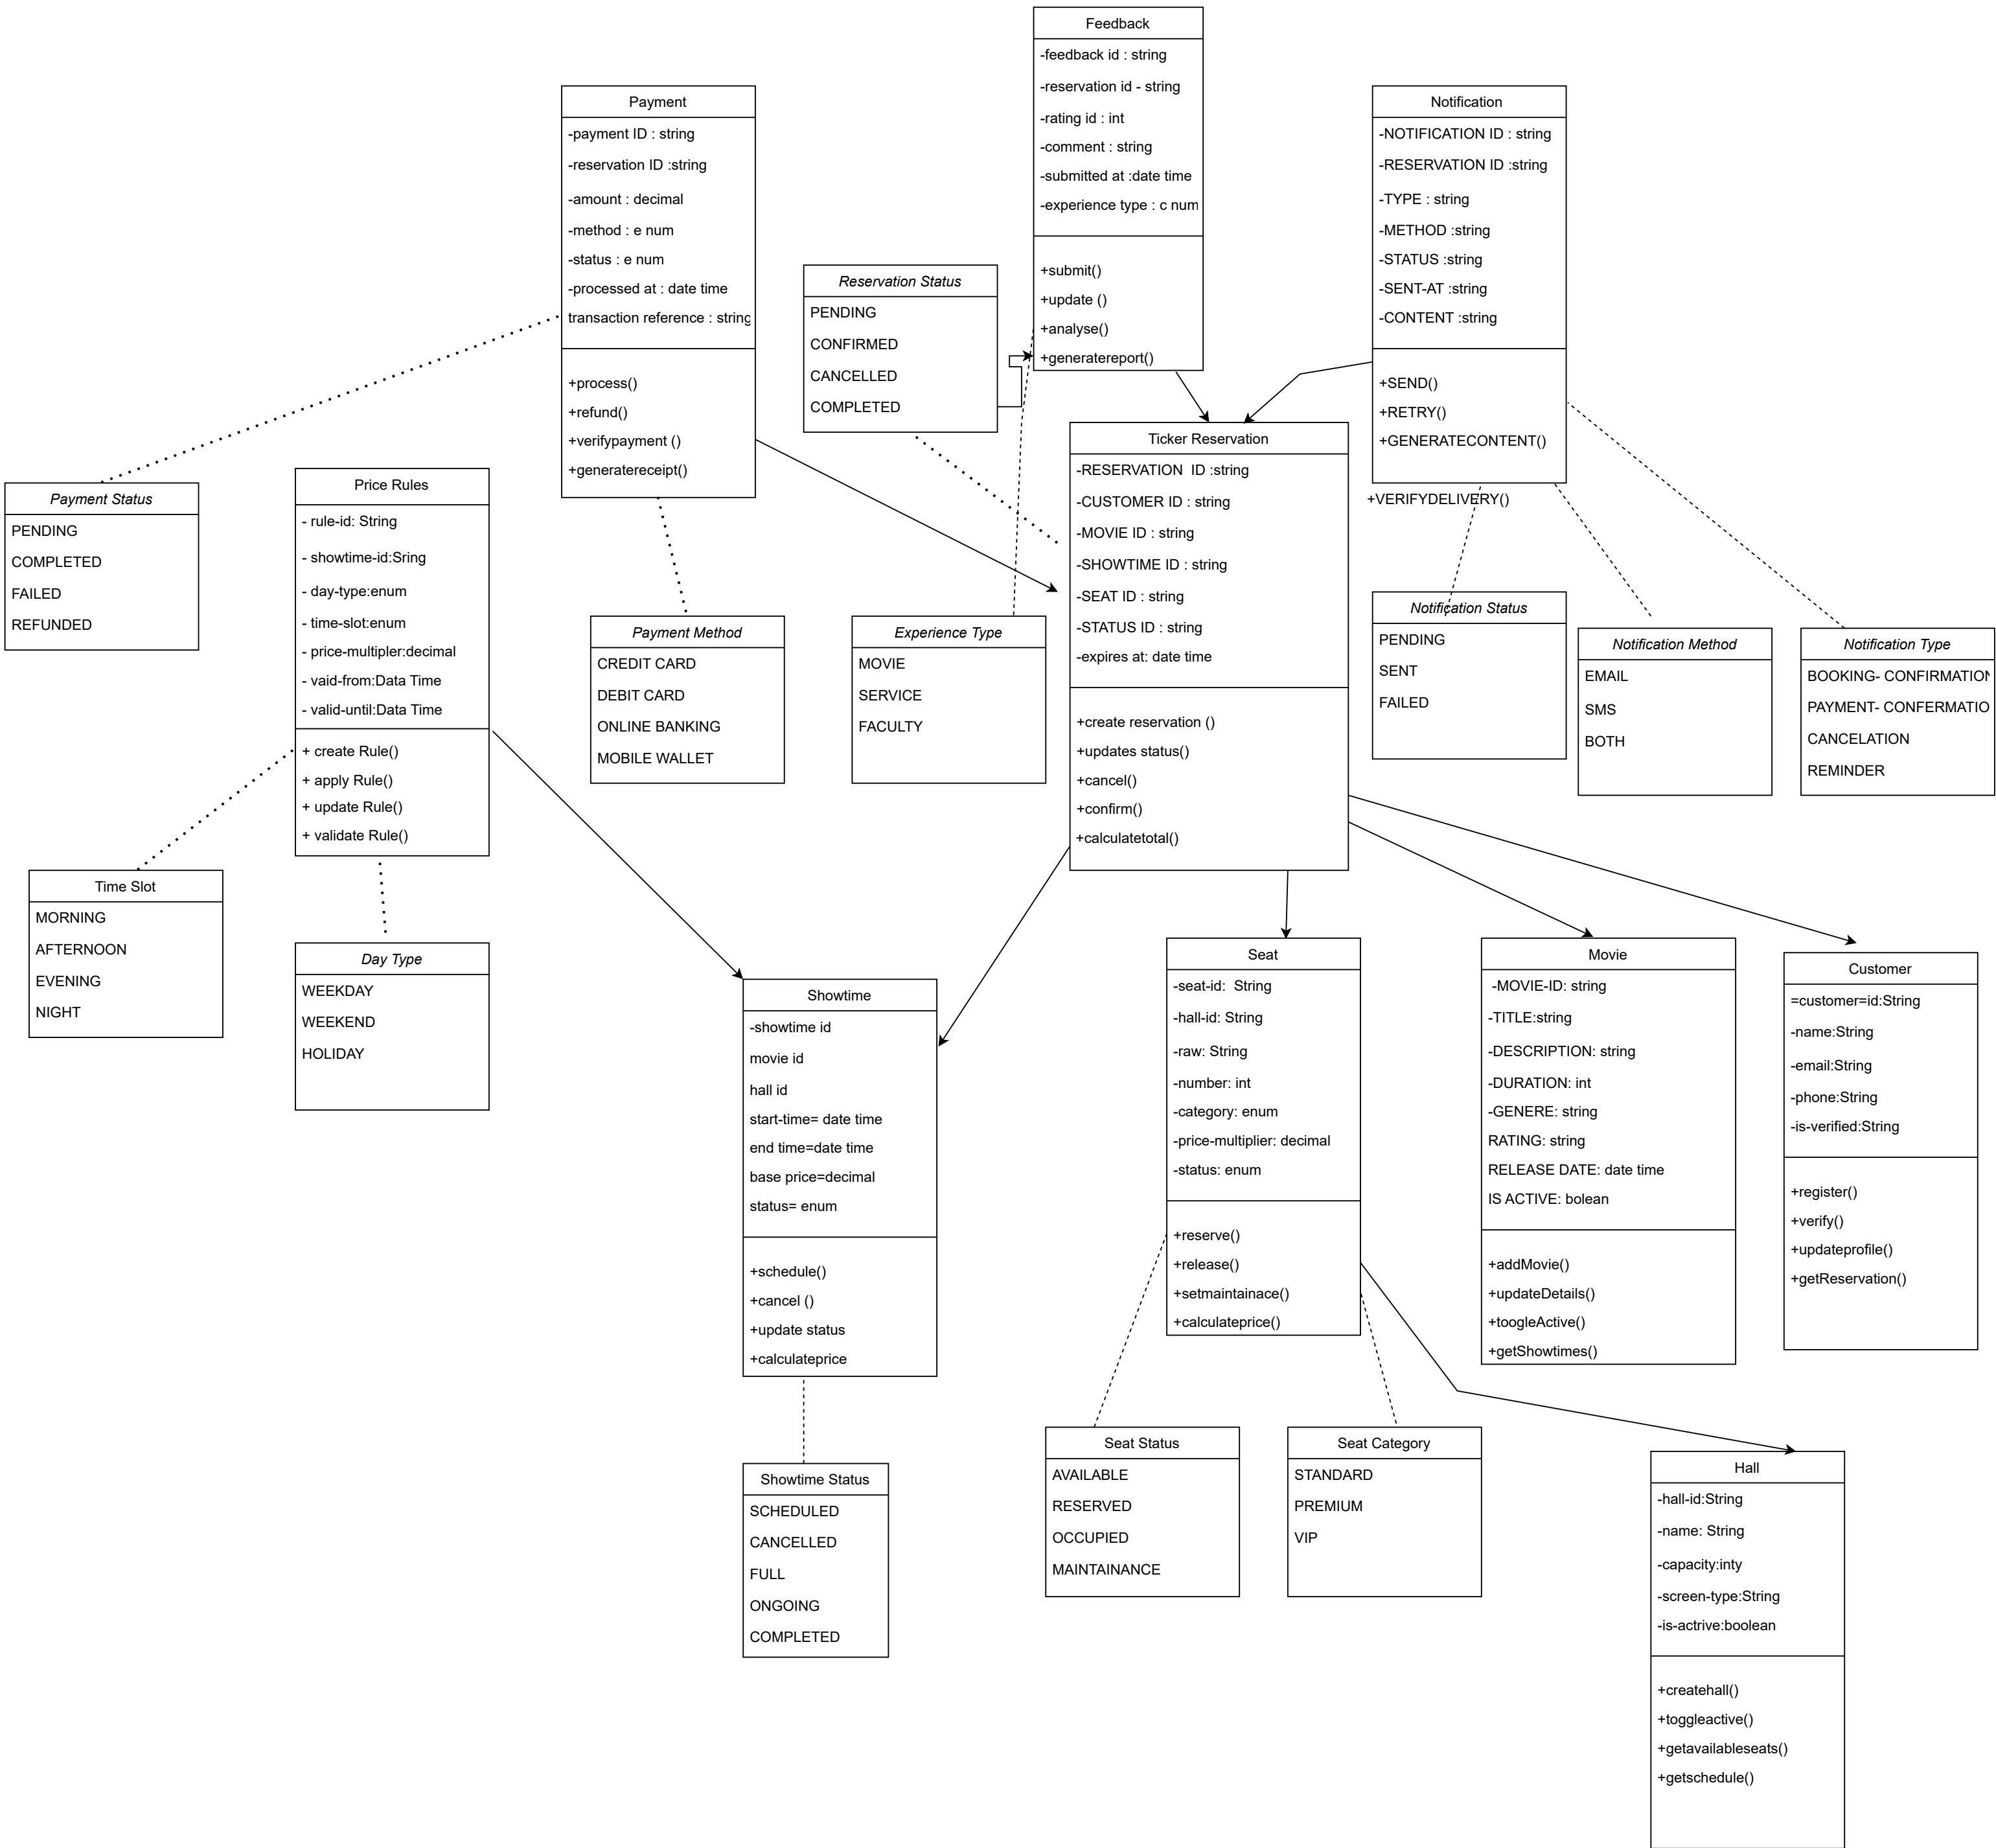 Feedback
-feedback id : string
-reservation id - string
-rating id : int
-comment : string
-submitted at :date time
-experience type : c num
+submit()
+update ()
+analyse()
+generatereport()
Payment
-payment ID : string
-reservation ID :string
-amount : decimal
-method : e num
-status : e num
-processed at : date time
transaction reference : string
+process()
+refund()
+verifypayment ()
+generatereceipt()
Notification
-NOTIFICATION ID : string
-RESERVATION ID :string
-TYPE : string
-METHOD :string
-STATUS :string
-SENT-AT :string
-CONTENT :string
+SEND()
+RETRY()
+GENERATECONTENT()
+VERIFYDELIVERY()
Reservation Status
PENDING
CONFIRMED
CANCELLED
COMPLETED
Ticker Reservation
-RESERVATION  ID :string
-CUSTOMER ID : string
-MOVIE ID : string
-SHOWTIME ID : string
-SEAT ID : string
-STATUS ID : string
-expires at: date time
+create reservation ()
+updates status()
+cancel()
+confirm()
+calculatetotal()
Payment Status
PENDING
COMPLETED
FAILED
REFUNDED
Price Rules
- rule-id: String
- showtime-id:Sring
- day-type:enum
- time-slot:enum
- price-multipler:decimal
- vaid-from:Data Time
- valid-until:Data Time
+ create Rule()
+ apply Rule()
+ update Rule()
+ validate Rule()
Payment Method
CREDIT CARD
DEBIT CARD
ONLINE BANKING
MOBILE WALLET
Experience Type
MOVIE
SERVICE
FACULTY
Notification Status
PENDING
SENT
FAILED
Notification Method
EMAIL
SMS
BOTH
Notification Type
BOOKING- CONFIRMATION
PAYMENT- CONFERMATIO
CANCELATION
REMINDER
Time Slot
MORNING
AFTERNOON
EVENING
NIGHT
Day Type
WEEKDAY
WEEKEND
HOLIDAY
Showtime
-showtime id
movie id
hall id
start-time= date time
end time=date time
base price=decimal
status= enum
+schedule()
+cancel ()
+update status
+calculateprice
Seat
-seat-id:  String
-hall-id: String
-raw: String
-number: int
-category: enum
-price-multiplier: decimal
-status: enum
+reserve()
+release()
+setmaintainace()
+calculateprice()
Movie
-MOVIE-ID: string
-TITLE:string
-DESCRIPTION: string
-DURATION: int
-GENERE: string
RATING: string
RELEASE DATE: date time
IS ACTIVE: bolean
+addMovie()
+updateDetails()
+toogleActive()
+getShowtimes()
Customer
=customer=id:String
-name:String
-email:String
-phone:String
-is-verified:String
+register()
+verify()
+updateprofile()
+getReservation()
Showtime Status
SCHEDULED
CANCELLED
FULL
ONGOING
COMPLETED
Seat Status
AVAILABLE
RESERVED
OCCUPIED
MAINTAINANCE
Seat Category
STANDARD
PREMIUM
VIP
Hall
-hall-id:String
-name: String
-capacity:inty
-screen-type:String
-is-actrive:boolean
+createhall()
+toggleactive()
+getavailableseats()
+getschedule()